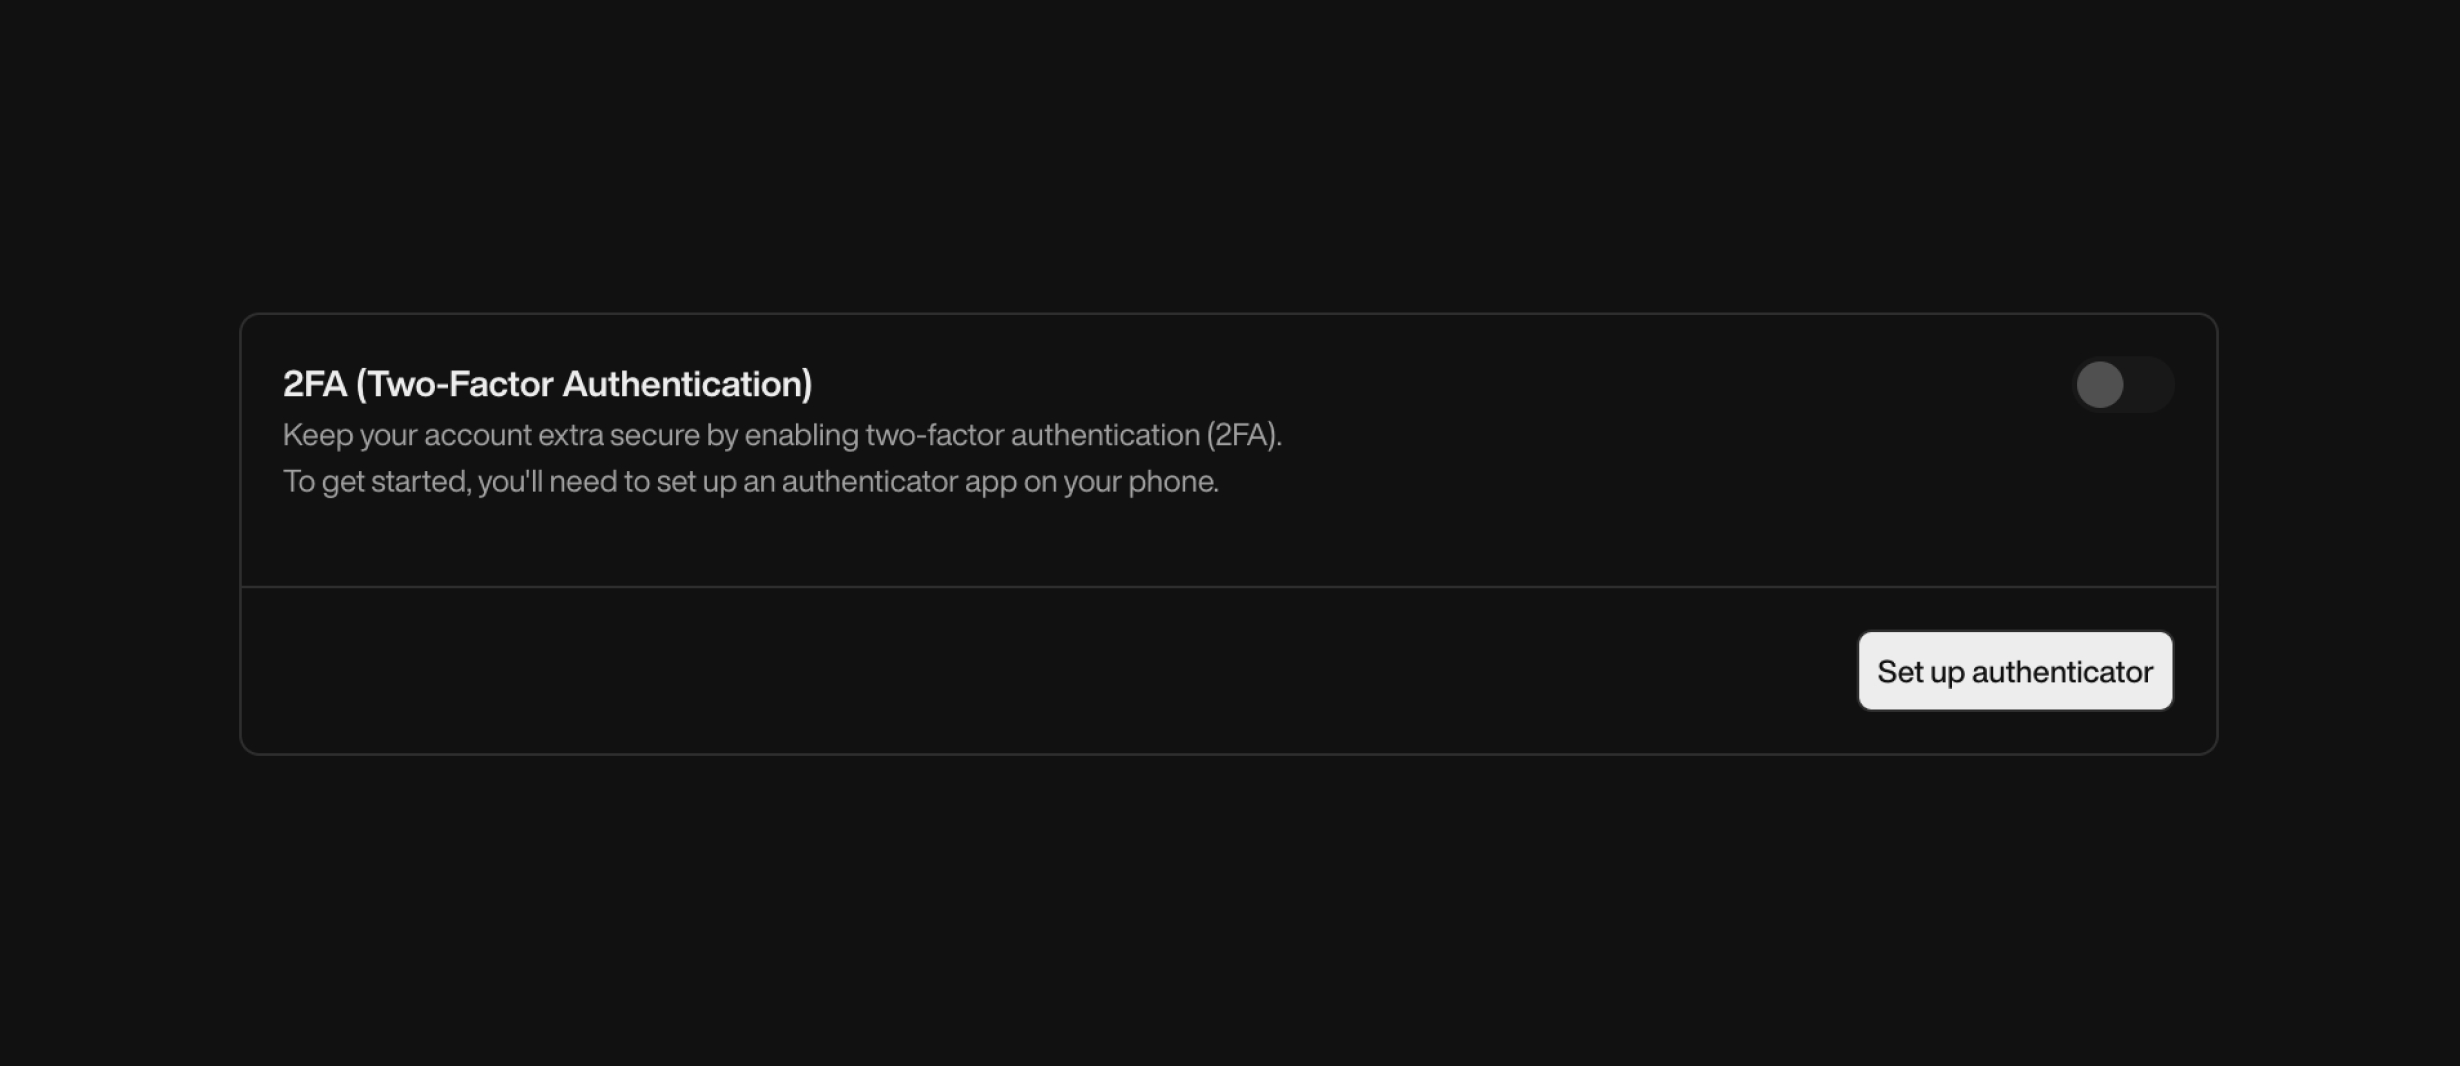 2FA (Two-Factor Authentication)
Keep your account extra secure by enabling two-factor authentication (2FA).
To get started, you'll need to set up an authenticator app on your phone.
Set up authenticator